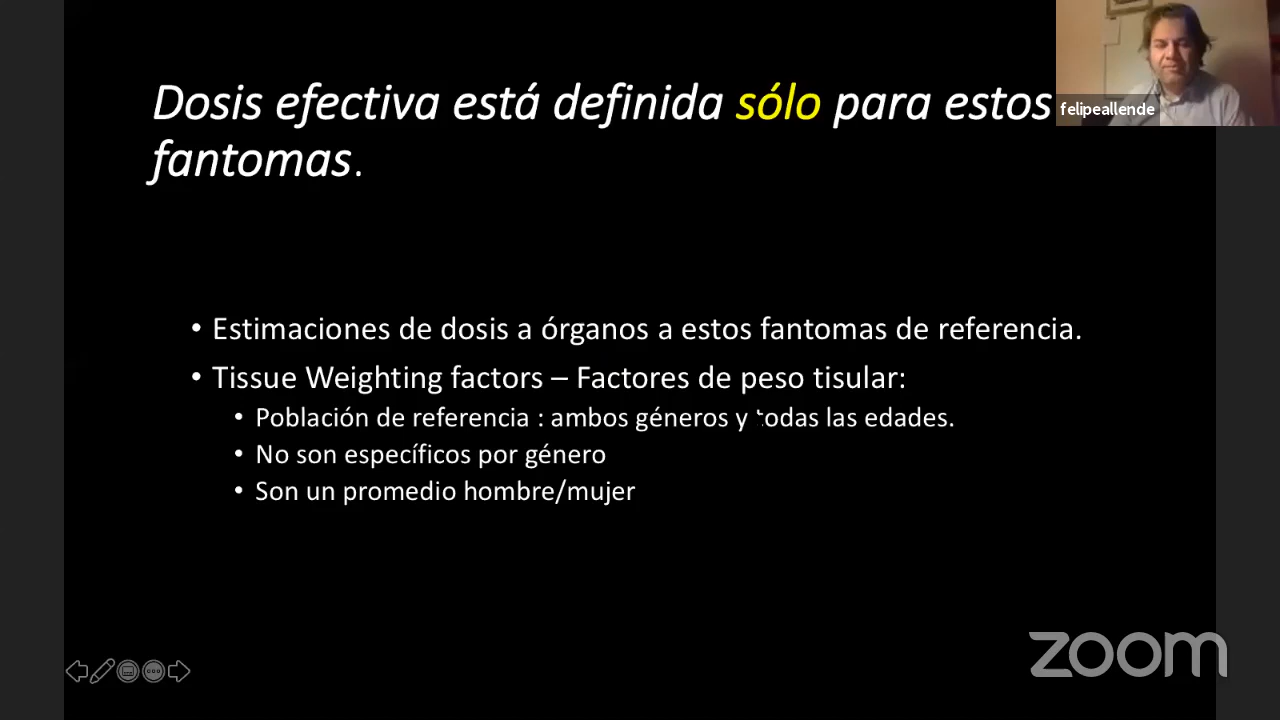 Dosis efectiva está definida sólo para estos
fantomas.
felipeallende
• Estimaciones de dosis a órganos a estos fantomas de referencia.
• Tissue Weighting factors – Factores de peso tisular:
• Población de referencia : ambos géneros y todas las edades.
• No son específicos por género
• Son un promedio hombre/mujer
zoom